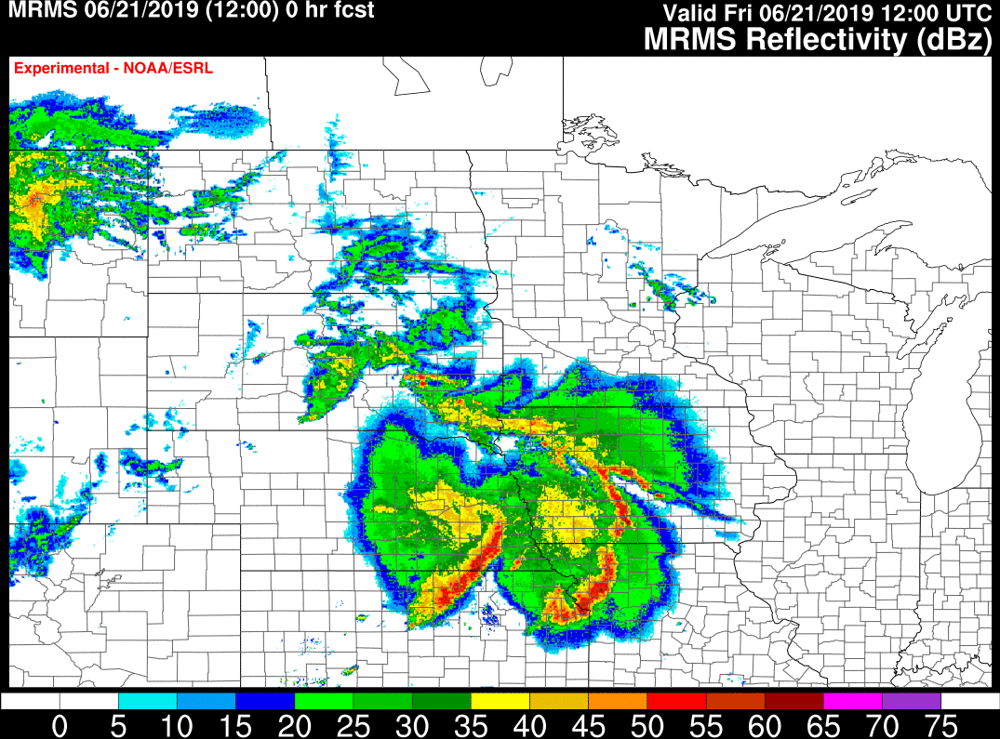 MRMS 06/21/2019 (12:00) 0 hr fcst
Valid Fri 06/21/2019 12:00 UTC
MRMS Reflectivity (dBz)
Experimental - NOAA/ESRL
0 5 10 15 20 25 30 35 40 45 50 55 60 65 70 75